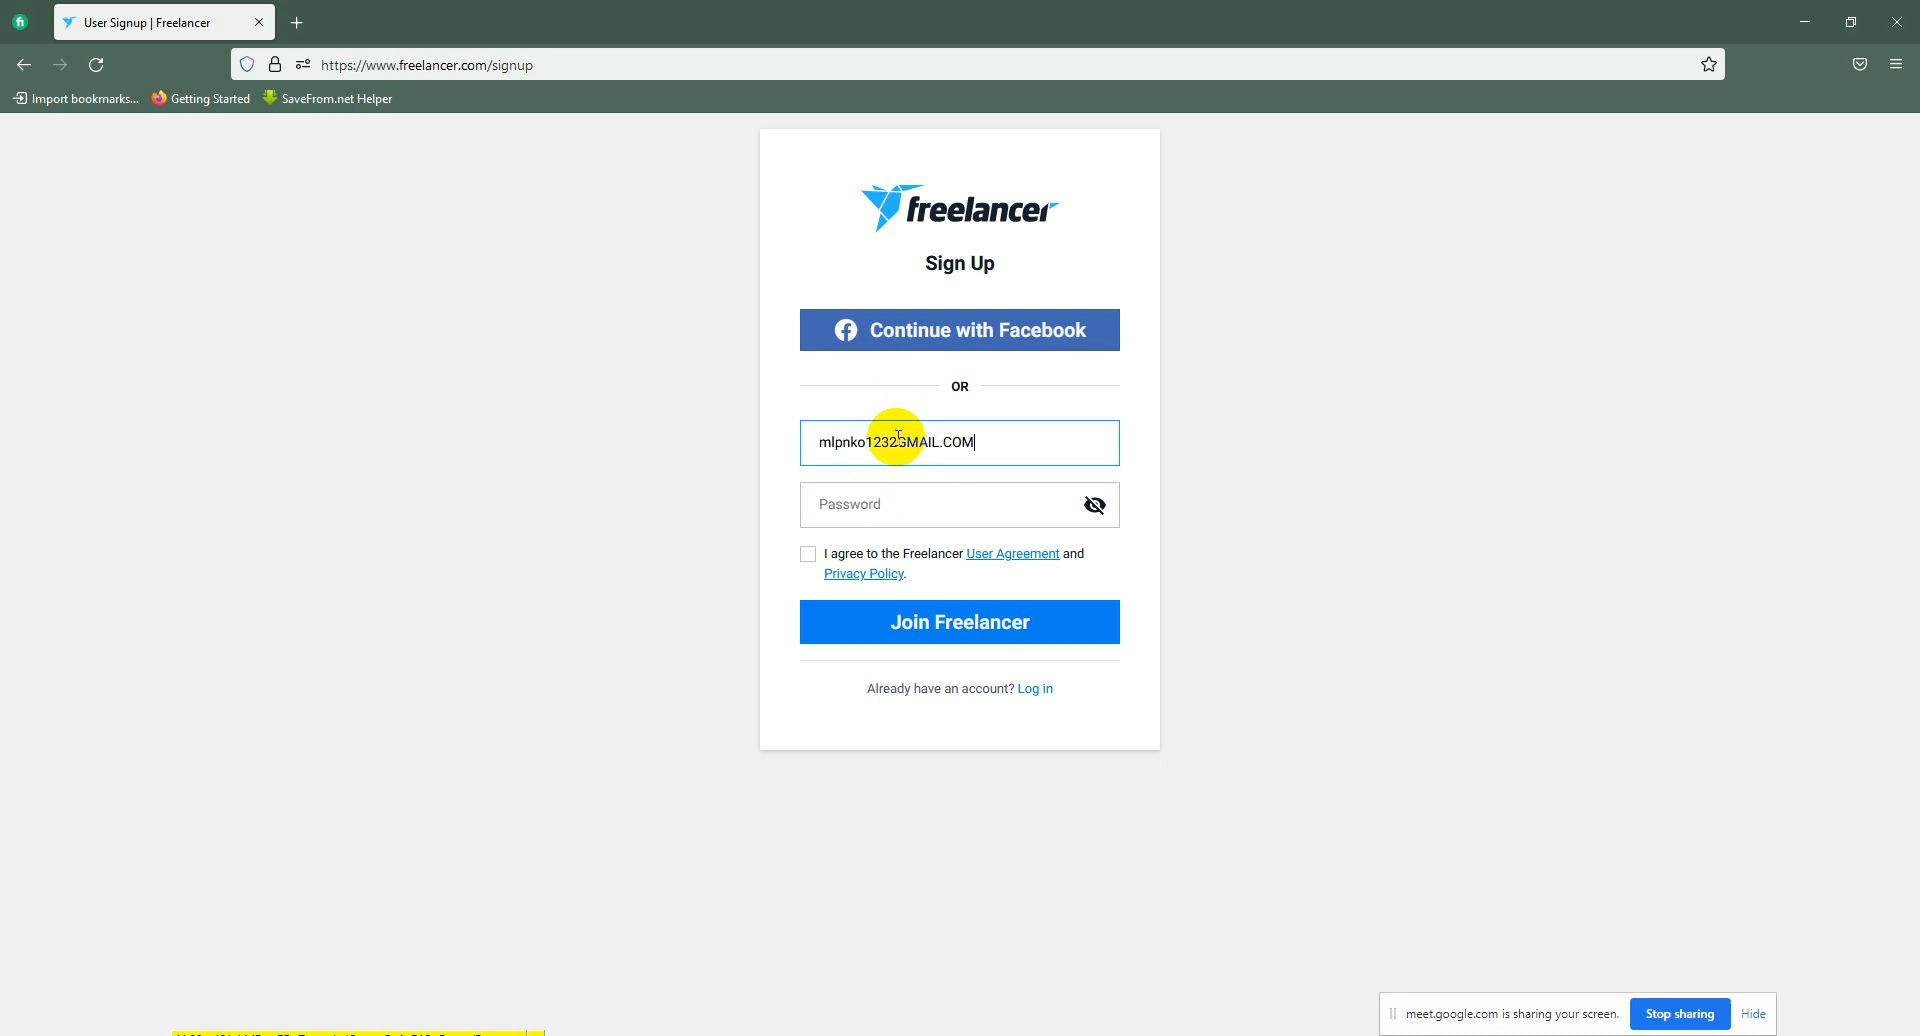 User Signup | Freelancer
https://www.freelancer.com/signup
Import bookmarks...
Getting Started
SaveFrom.net Helper
freelancer
Sign Up
Continue with Facebook
OR
mlpnko1232GMAIL.COM
Password
I agree to the Freelancer User Agreement and
Privacy Policy.
Join Freelancer
Already have an account? Log in
meet.google.com is sharing your screen.
Stop sharing
Hide